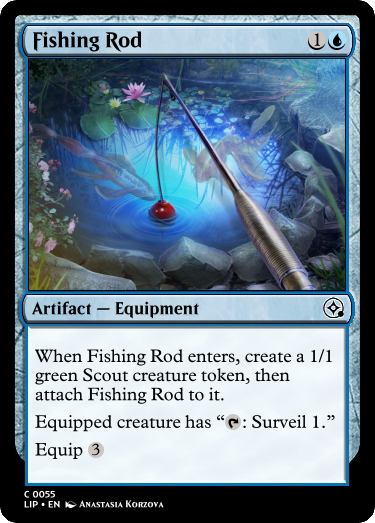 Fishing Rod 1
Artifact — Equipment
When Fishing Rod enters, create a 1/1
green Scout creature token, then
attach Fishing Rod to it.
Equipped creature has “: Surveil 1.”
Equip 3
C 0055
LIP • EN Anastasia Korzova